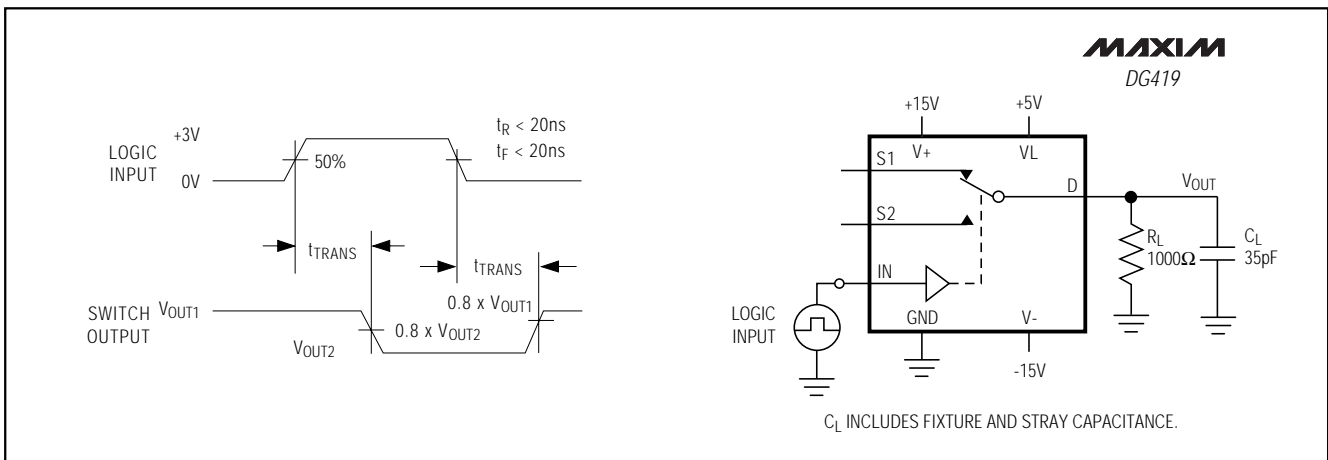 MAXIM
DG419
+3V
LOGIC
INPUT
0V
50%
tR < 20ns
tF < 20ns
tTRANS
tTRANS
SWITCH
OUTPUT
VOUT1
VOUT2
0.8 x VOUT2
0.8 x VOUT1
+15V
+5V
V+
VL
S1
S2
D
VOUT
RL
1000Ω
CL
35pF
IN
LOGIC
INPUT
GND
V-
-15V
CL INCLUDES FIXTURE AND STRAY CAPACITANCE.